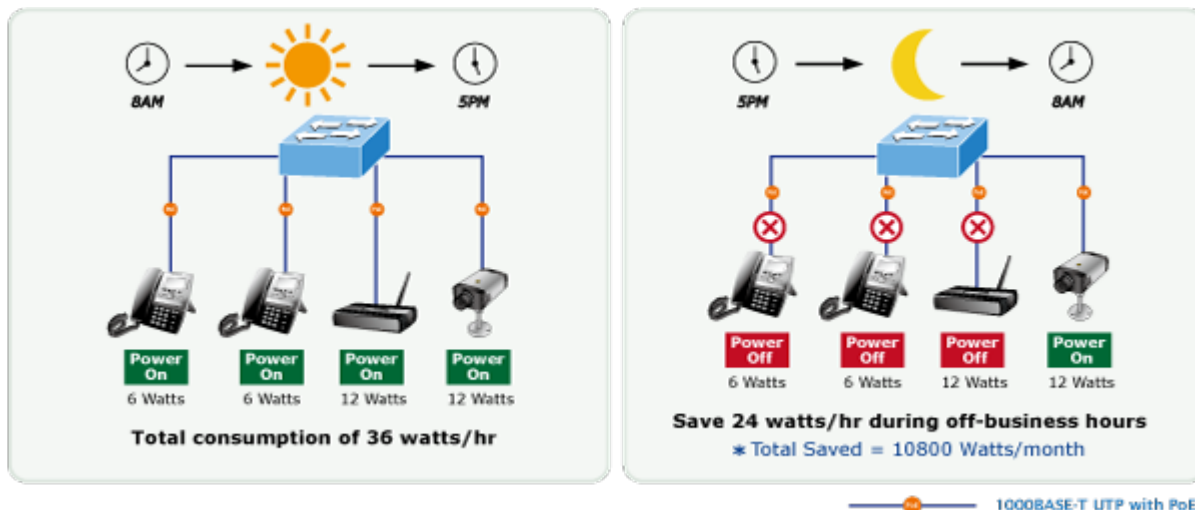 8AM
5PM
Power
On
6 Watts
Power
On
6 Watts
Power
On
12 Watts
Power
On
12 Watts
Total consumption of 36 watts/hr
5PM
8AM
Power
Off
6 Watts
Power
Off
6 Watts
Power
Off
12 Watts
Power
On
12 Watts
Save 24 watts/hr during off-business hours
* Total Saved = 10800 Watts/month
1000BASE-T UTP with PoE